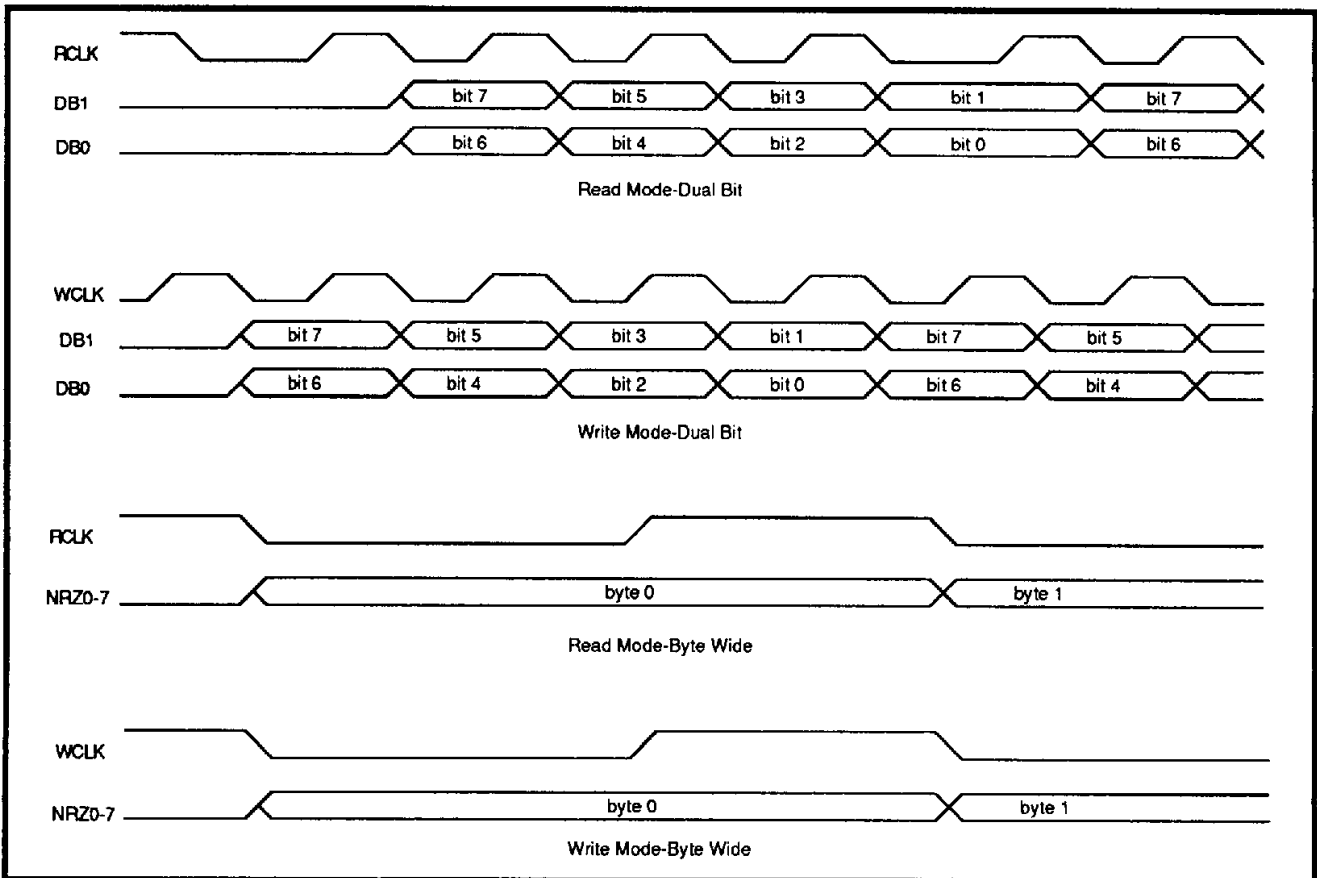 RCLK
DB1 bit 7 bit 5 bit 3 bit 1 bit 7
DB0 bit 6 bit 4 bit 2 bit 0 bit 6
Read Mode-Dual Bit
WCLK
DB1 bit 7 bit 5 bit 3 bit 1 bit 7 bit 5
DB0 bit 6 bit 4 bit 2 bit 0 bit 6 bit 4
Write Mode-Dual Bit
RCLK
NRZ0-7 byte 0 byte 1
Read Mode-Byte Wide
WCLK
NRZ0-7 byte 0 byte 1
Write Mode-Byte Wide